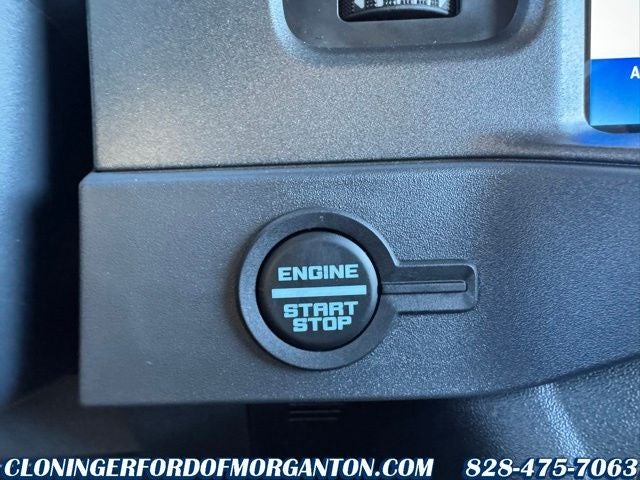 A
ENGINE
START
STOP
CLONINGERFORDOFMORGANTON.COM 828-475-7063